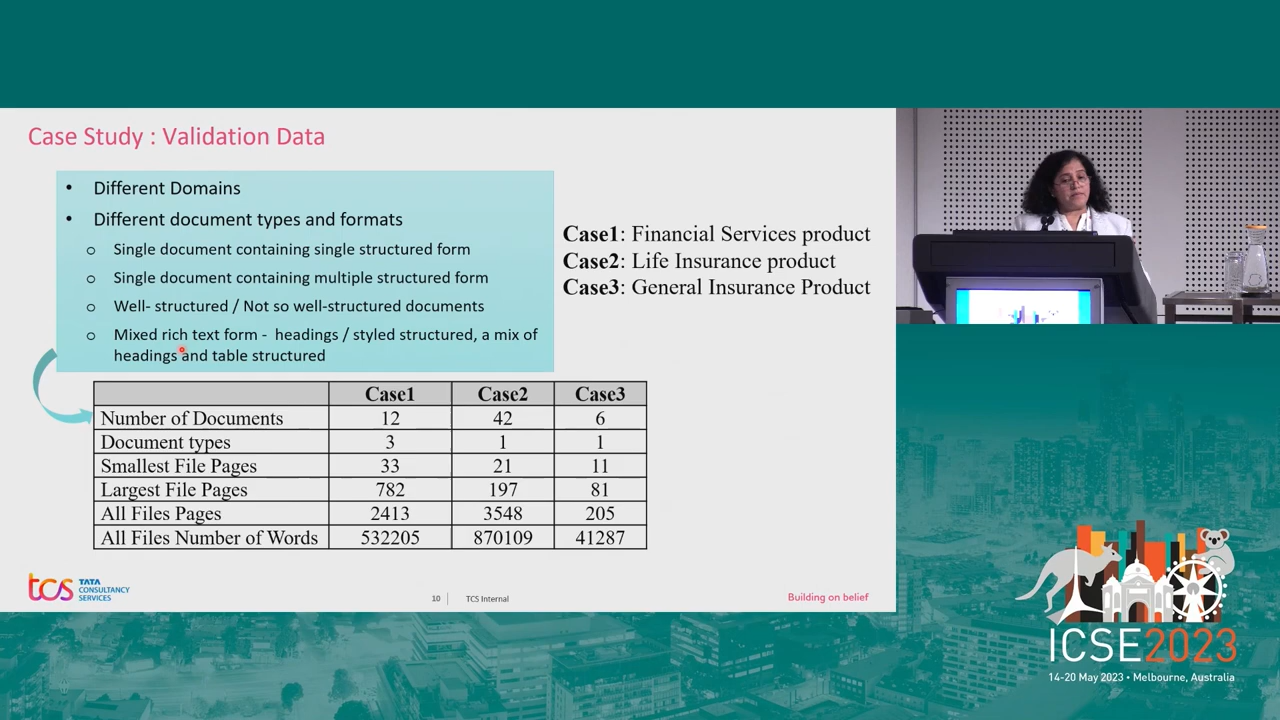 Case Study : Validation Data
• Different Domains
• Different document types and formats
o Single document containing single structured form
o Single document containing multiple structured form
o Well- structured / Not so well-structured documents
o Mixed rich text form - headings / styled structured, a mix of
headings and table structured
Case1: Financial Services product
Case2: Life Insurance product
Case3: General Insurance Product
Case1 Case2 Case3
Number of Documents 12 42 6
Document types 3 1 1
Smallest File Pages 33 21 11
Largest File Pages 782 197 81
All Files Pages 2413 3548 205
All Files Number of Words 532205 870109 41287
tcs TATA
CONSULTANCY
SERVICES
10 TCS Internal
Building on belief
ICSE2023
14-20 May 2023 • Melbourne, Australia